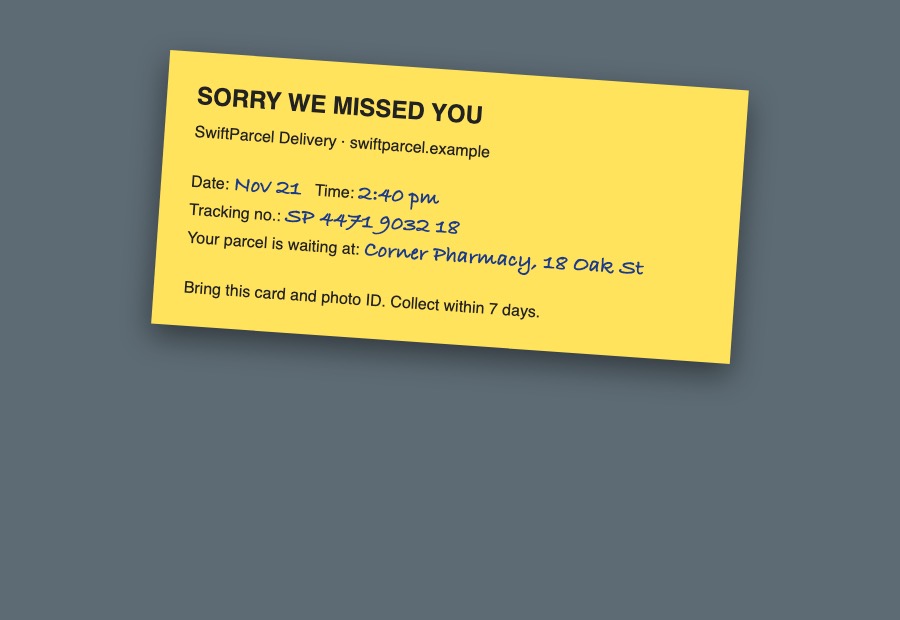 SORRY WE MISSED YOU
SwiftParcel Delivery · swiftparcel.example
Date: Nov 21 Time: 2:40 pm
Tracking no.: SP 4471 9032 18
Your parcel is waiting at: Corner Pharmacy, 18 Oak St
Bring this card and photo ID. Collect within 7 days.